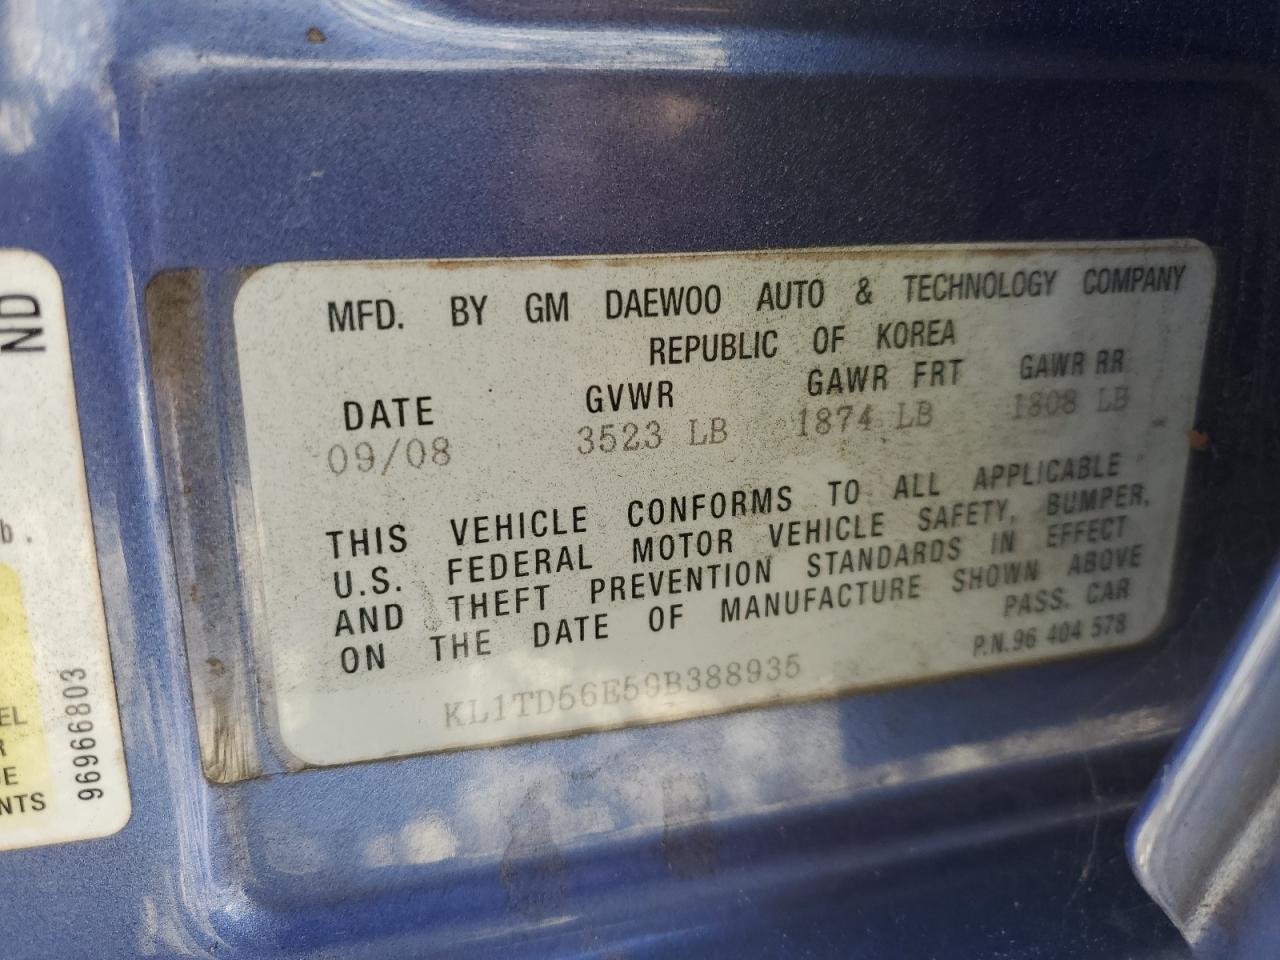 MFD. BY GM DAEWOO AUTO & TECHNOLOGY COMPANY
REPUBLIC OF KOREA
DATE GVWR GAWR FRT GAWR RR
09/08 3523 LB 1874 LB 1808 LB
THIS VEHICLE CONFORMS TO ALL APPLICABLE
U.S. FEDERAL MOTOR VEHICLE SAFETY, BUMPER,
AND THEFT PREVENTION STANDARDS IN EFFECT
ON THE DATE OF MANUFACTURE SHOWN ABOVE
PASS. CAR
KL1TD56E59B388935 P.N.96 404 578
ND
b.
EL
R
GE
NTS
96966803